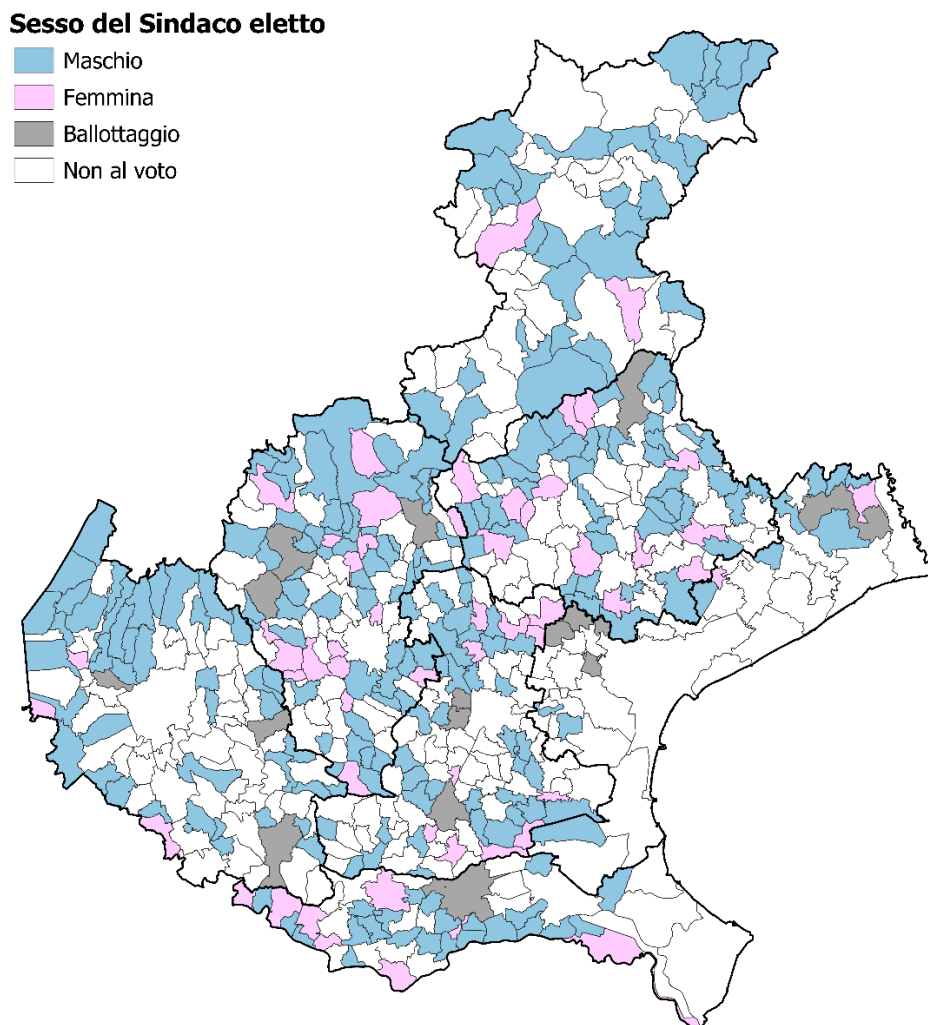 Sesso del Sindaco eletto
Maschio
Femmina
Ballottaggio
Non al voto